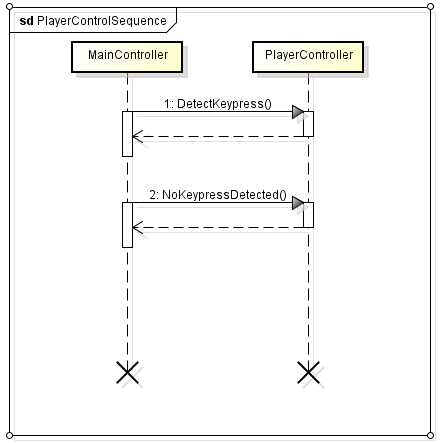 sd PlayerControlSequence
MainController
PlayerController
1: DetectKeypress()
2: NoKeypressDetected()